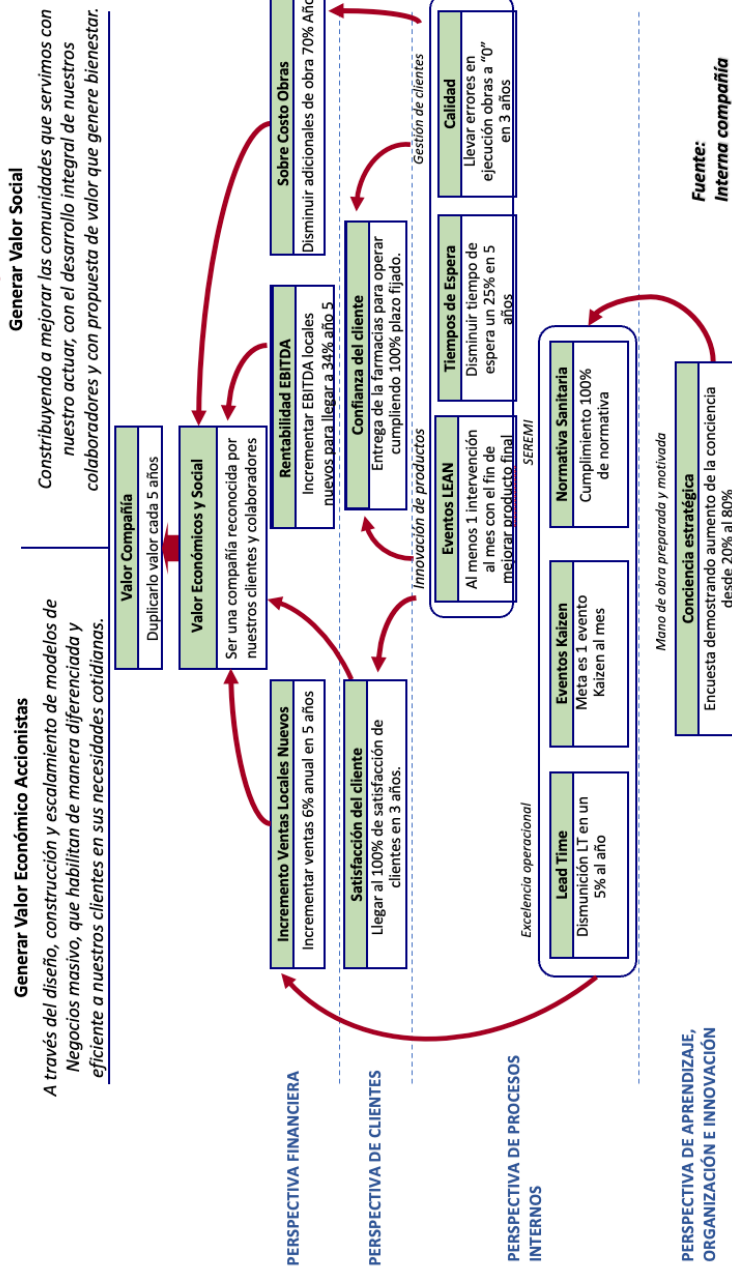 Generar Valor Económico Accionistas
A través del diseño, construcción y escalamiento de modelos de
Negocios masivo, que habilitan de manera diferenciada y
eficiente a nuestros clientes en sus necesidades cotidianas.
Generar Valor Social
Constribuyendo a mejorar las comunidades que servimos con
nuestro actuar, con el desarrollo integral de nuestros
colaboradores y con propuesta de valor que genere bienestar.
Valor Compañía
Duplicarlo valor cada 5 años
Valor Económicos y Social
Ser una compañía reconocida por
nuestros clientes y colaboradores
PERSPECTIVA FINANCIERA
Incremento Ventas Locales Nuevos
Incrementar ventas 6% anual en 5 años
Rentabilidad EBITDA
Incrementar EBITDA locales
nuevos para llegar a 34% año 5
Sobre Costo Obras
Disminuir adicionales de obra 70% Año
PERSPECTIVA DE CLIENTES
Satisfacción del cliente
Llegar al 100% de satisfacción de
clientes en 3 años.
Confianza del cliente
Entrega de la farmacias para operar
cumpliendo 100% plazo fijado.
PERSPECTIVA DE PROCESOS
INTERNOS
Innovación de productos
Gestión de clientes
Eventos LEAN
Al menos 1 intervención
al mes con el fin de
mejorar producto final
Tiempos de Espera
Disminuir tiempo de
espera un 25% en 5
años
Calidad
Llevar errores en
ejecución obras a “0”
en 3 años
Excelencia operacional
SEREMI
Lead Time
Dismunición LT en un
5% al año
Eventos Kaizen
Meta es 1 evento
Kaizen al mes
Normativa Sanitaria
Cumplimiento 100%
de normativa
PERSPECTIVA DE APRENDIZAJE,
ORGANIZACIÓN E INNOVACIÓN
Mano de obra preparada y motivada
Conciencia estratégica
Encuesta demostrando aumento de la conciencia
desde 20% al 80%
Fuente:
Interna compañía